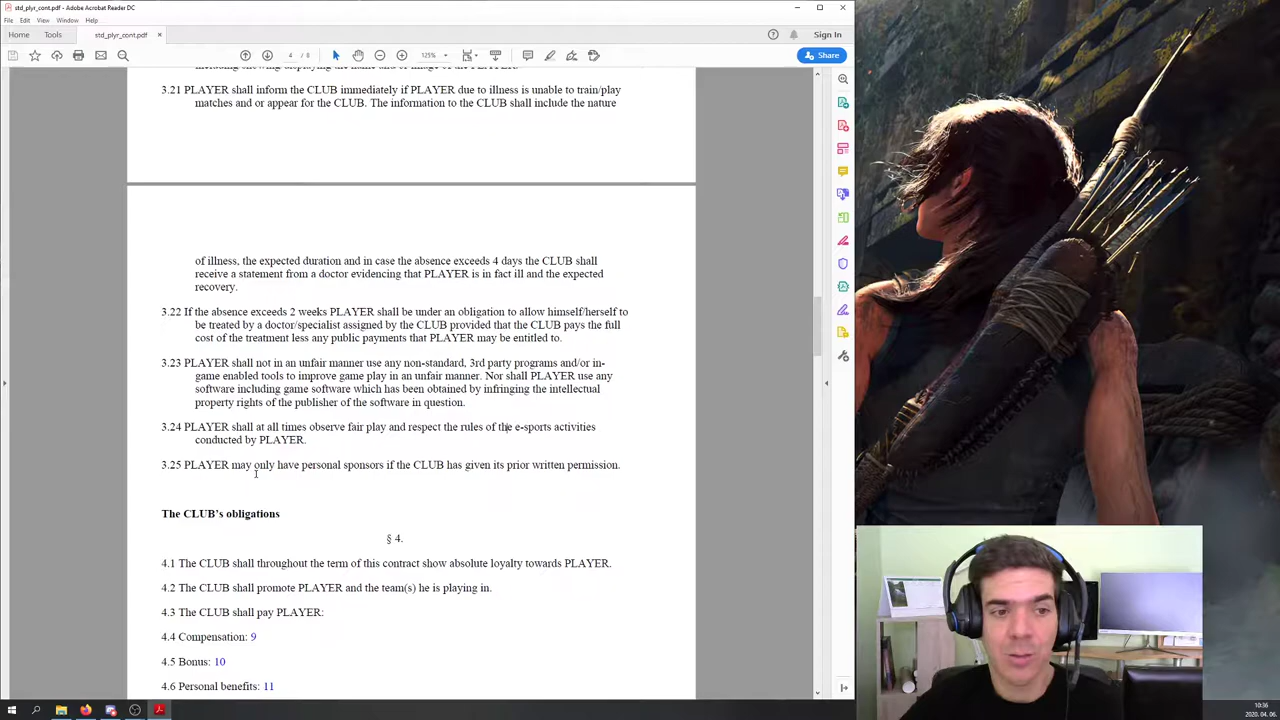 std_plyr_cont.pdf - Adobe Acrobat Reader DC
File Edit View Window Help
Home Tools std_plyr_cont.pdf × Sign In
4 / 8 125% Share
3.21 PLAYER shall inform the CLUB immediately if PLAYER due to illness is unable to train/play
matches and or appear for the CLUB. The information to the CLUB shall include the nature
of illness, the expected duration and in case the absence exceeds 4 days the CLUB shall
receive a statement from a doctor evidencing that PLAYER is in fact ill and the expected
recovery.
3.22 If the absence exceeds 2 weeks PLAYER shall be under an obligation to allow himself/herself to
be treated by a doctor/specialist assigned by the CLUB provided that the CLUB pays the full
cost of the treatment less any public payments that PLAYER may be entitled to.
3.23 PLAYER shall not in an unfair manner use any non-standard, 3rd party programs and/or in-
game enabled tools to improve game play in an unfair manner. Nor shall PLAYER use any
software including game software which has been obtained by infringing the intellectual
property rights of the publisher of the software in question.
3.24 PLAYER shall at all times observe fair play and respect the rules of the e-sports activities
conducted by PLAYER.
3.25 PLAYER may only have personal sponsors if the CLUB has given its prior written permission.
The CLUB's obligations
§ 4.
4.1 The CLUB shall throughout the term of this contract show absolute loyalty towards PLAYER.
4.2 The CLUB shall promote PLAYER and the team(s) he is playing in.
4.3 The CLUB shall pay PLAYER:
4.4 Compensation: 9
4.5 Bonus: 10
4.6 Personal benefits: 11
10:36
2020. 04. 06.